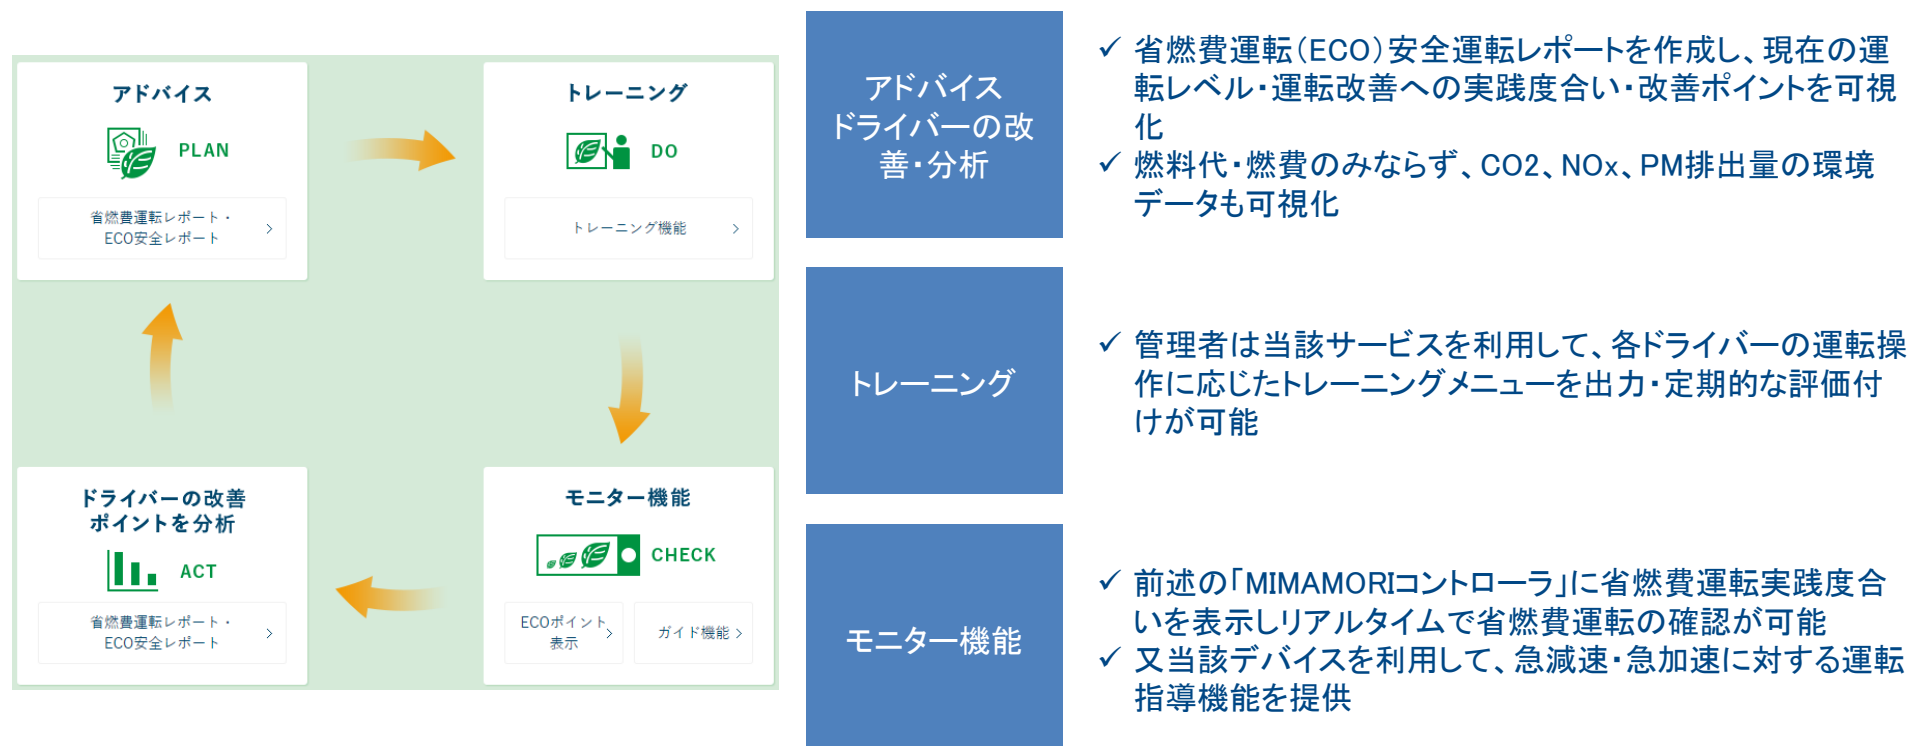 アドバイス
PLAN
省燃費運転レポート・
ECO安全レポート
トレーニング
DO
トレーニング機能
ドライバーの改善
ポイントを分析
ACT
省燃費運転レポート・
ECO安全レポート
モニター機能
CHECK
ECOポイント
表示
ガイド機能
アドバイス
ドライバーの改
善・分析
✓ 省燃費運転（ECO）安全運転レポートを作成し、現在の運
転レベル・運転改善への実践度合い・改善ポイントを可視
化
✓ 燃料代・燃費のみならず、CO2、NOx、PM排出量の環境
データも可視化
トレーニング
✓ 管理者は当該サービスを利用して、各ドライバーの運転操
作に応じたトレーニングメニューを出力・定期的な評価付
けが可能
モニター機能
✓ 前述の「MIMAMORIコントローラ」に省燃費運転実践度合
いを表示しリアルタイムで省燃費運転の確認が可能
✓ 又当該デバイスを利用して、急減速・急加速に対する運転
指導機能を提供